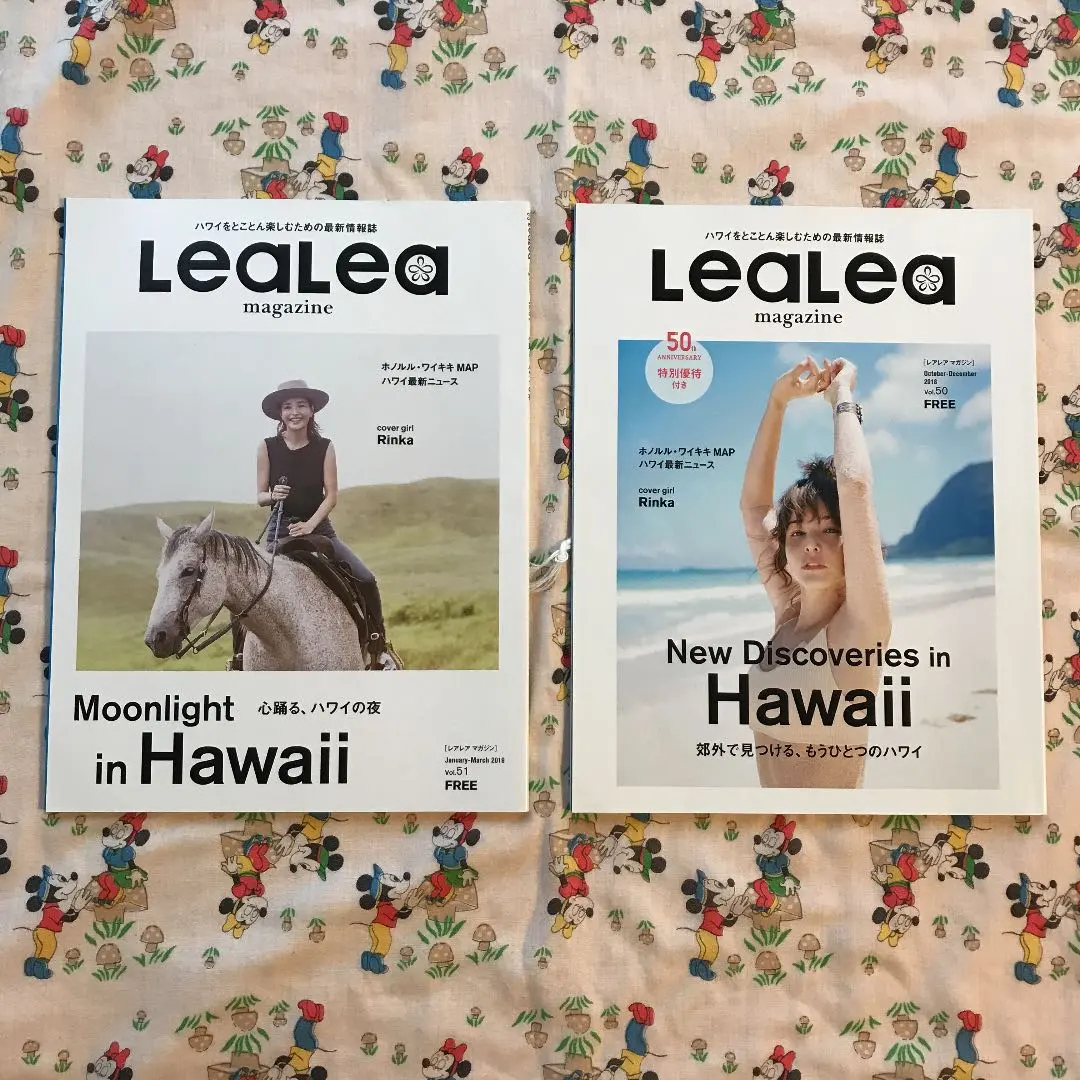 ハワイをとことん楽しむための最新情報誌
LeaLea
magazine
ホノルル・ワイキキ MAP
ハワイ最新ニュース
cover girl
Rinka
Moonlight 心踊る、ハワイの夜
in Hawaii
[レアレア マガジン]
January-March 2018
Vol.51
FREE
ハワイをとことん楽しむための最新情報誌
LeaLea
magazine
50th
ANNIVERSARY
特別優待
付き
[レアレア マガジン]
October-December
2018
Vol.50
FREE
ホノルル・ワイキキ MAP
ハワイ最新ニュース
cover girl
Rinka
New Discoveries in
Hawaii
郊外で見つける、もうひとつのハワイ